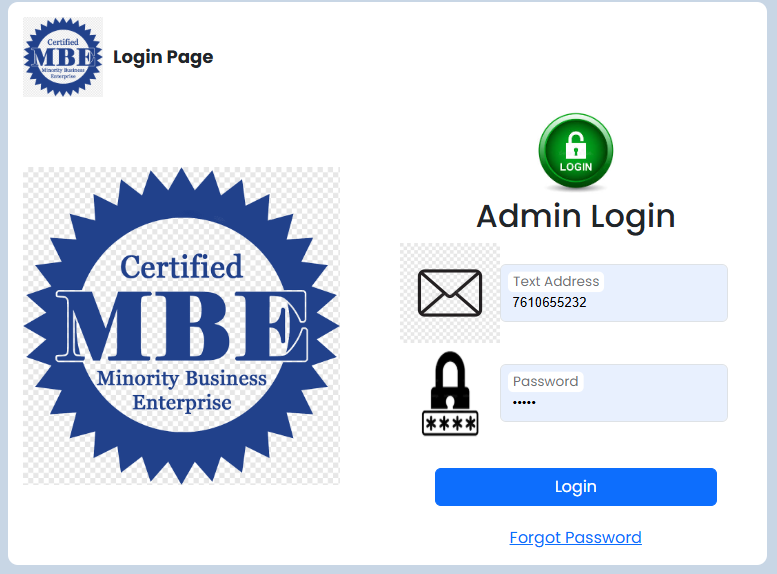 Certified
MBE
Minority Business
Enterprise
Login Page
LOGIN
Admin Login
Certified
MBE
Minority Business
Enterprise
Text Address
7610655232
Password
•••••
****
Login
Forgot Password